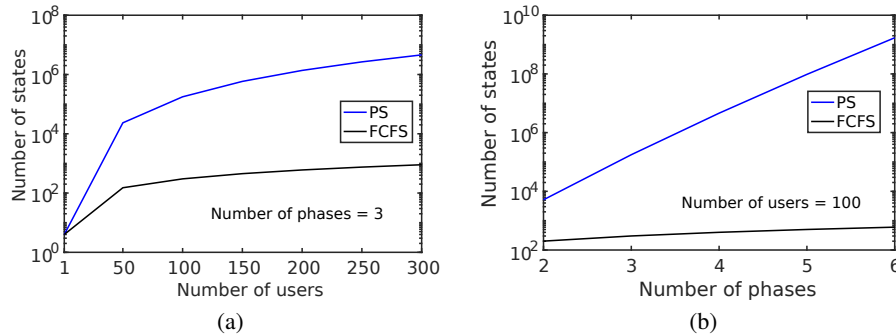 10^8
10^6
10^4
10^2
10^0
Number of states
PS
FCFS
Number of phases = 3
1 50 100 150 200 250 300
Number of users
(a)
10^10
10^8
10^6
10^4
10^2
Number of states
PS
FCFS
Number of users = 100
2 3 4 5 6
Number of phases
(b)